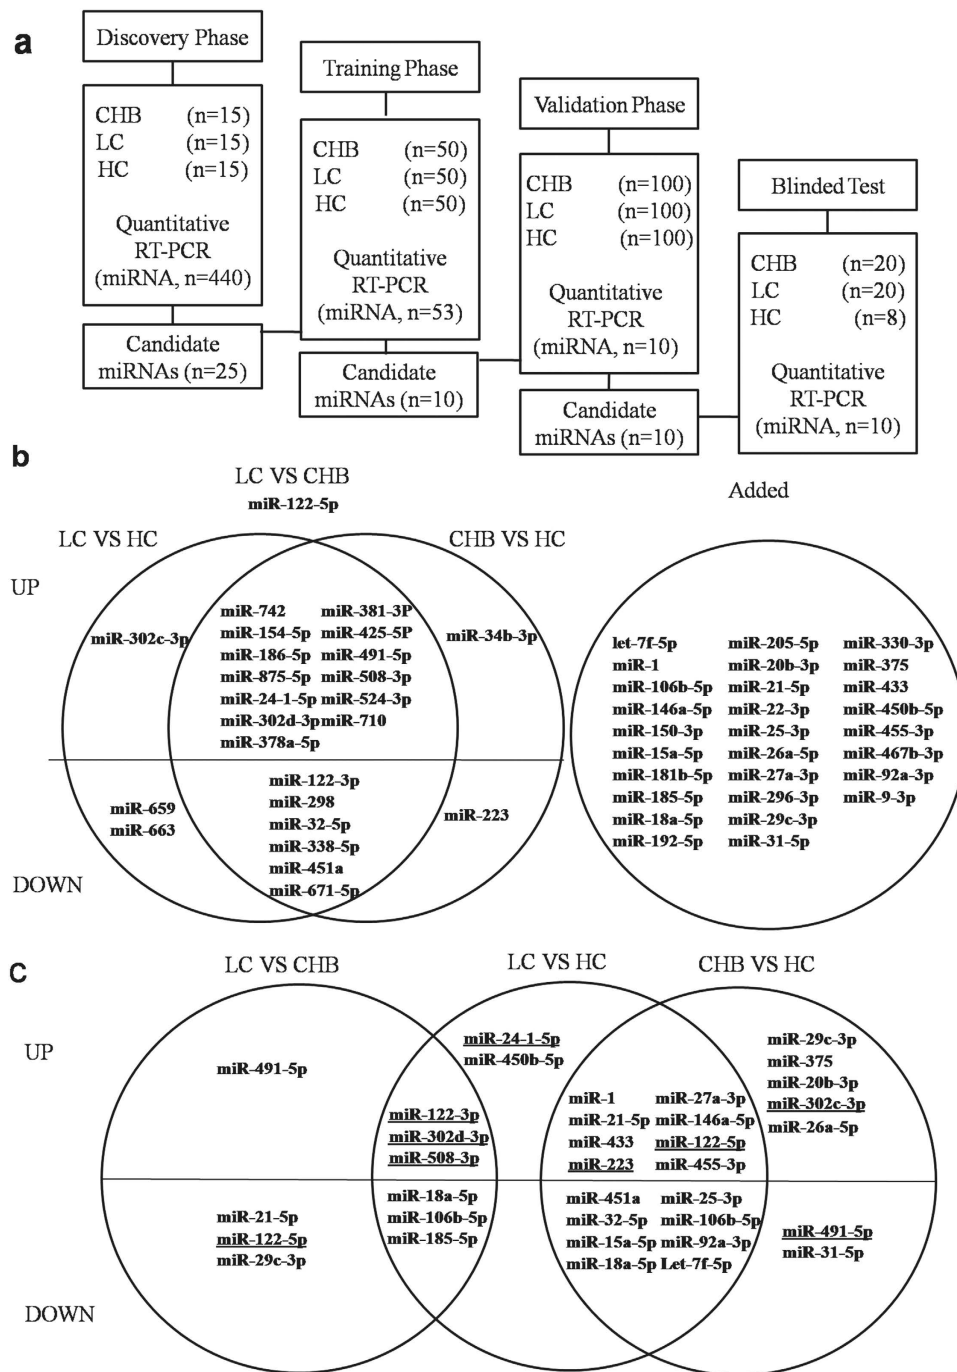 a
Discovery Phase
CHB (n=15)
LC (n=15)
HC (n=15)
Quantitative
RT-PCR
(miRNA, n=440)
Candidate
miRNAs (n=25)
Training Phase
CHB (n=50)
LC (n=50)
HC (n=50)
Quantitative
RT-PCR
(miRNA, n=53)
Candidate
miRNAs (n=10)
Validation Phase
CHB (n=100)
LC (n=100)
HC (n=100)
Quantitative
RT-PCR
(miRNA, n=10)
Candidate
miRNAs (n=10)
Blinded Test
CHB (n=20)
LC (n=20)
HC (n=8)
Quantitative
RT-PCR
(miRNA, n=10)
b
LC VS CHB
miR-122-5p
LC VS HC
CHB VS HC
Added
UP
miR-302c-3p
miR-742 miR-381-3P
miR-154-5p miR-425-5P
miR-186-5p miR-491-5p
miR-875-5p miR-508-3p
miR-24-1-5p miR-524-3p
miR-302d-3p miR-710
miR-378a-5p
miR-34b-3p
miR-659
miR-663
miR-122-3p
miR-298
miR-32-5p
miR-338-5p
miR-451a
miR-671-5p
miR-223
DOWN
let-7f-5p miR-205-5p miR-330-3p
miR-1 miR-20b-3p miR-375
miR-106b-5p miR-21-5p miR-433
miR-146a-5p miR-22-3p miR-450b-5p
miR-150-3p miR-25-3p miR-455-3p
miR-15a-5p miR-26a-5p miR-467b-3p
miR-181b-5p miR-27a-3p miR-92a-3p
miR-185-5p miR-296-3p miR-9-3p
miR-18a-5p miR-29c-3p
miR-192-5p miR-31-5p
c
LC VS CHB
LC VS HC
CHB VS HC
UP
miR-491-5p
miR-122-3p
miR-302d-3p
miR-508-3p
miR-24-1-5p
miR-450b-5p
miR-1 miR-27a-3p
miR-21-5p miR-146a-5p
miR-433 miR-122-5p
miR-223 miR-455-3p
miR-29c-3p
miR-375
miR-20b-3p
miR-302c-3p
miR-26a-5p
miR-21-5p
miR-122-5p
miR-29c-3p
miR-18a-5p
miR-106b-5p
miR-185-5p
miR-451a miR-25-3p
miR-32-5p miR-106b-5p
miR-15a-5p miR-92a-3p
miR-18a-5p Let-7f-5p
miR-491-5p
miR-31-5p
DOWN